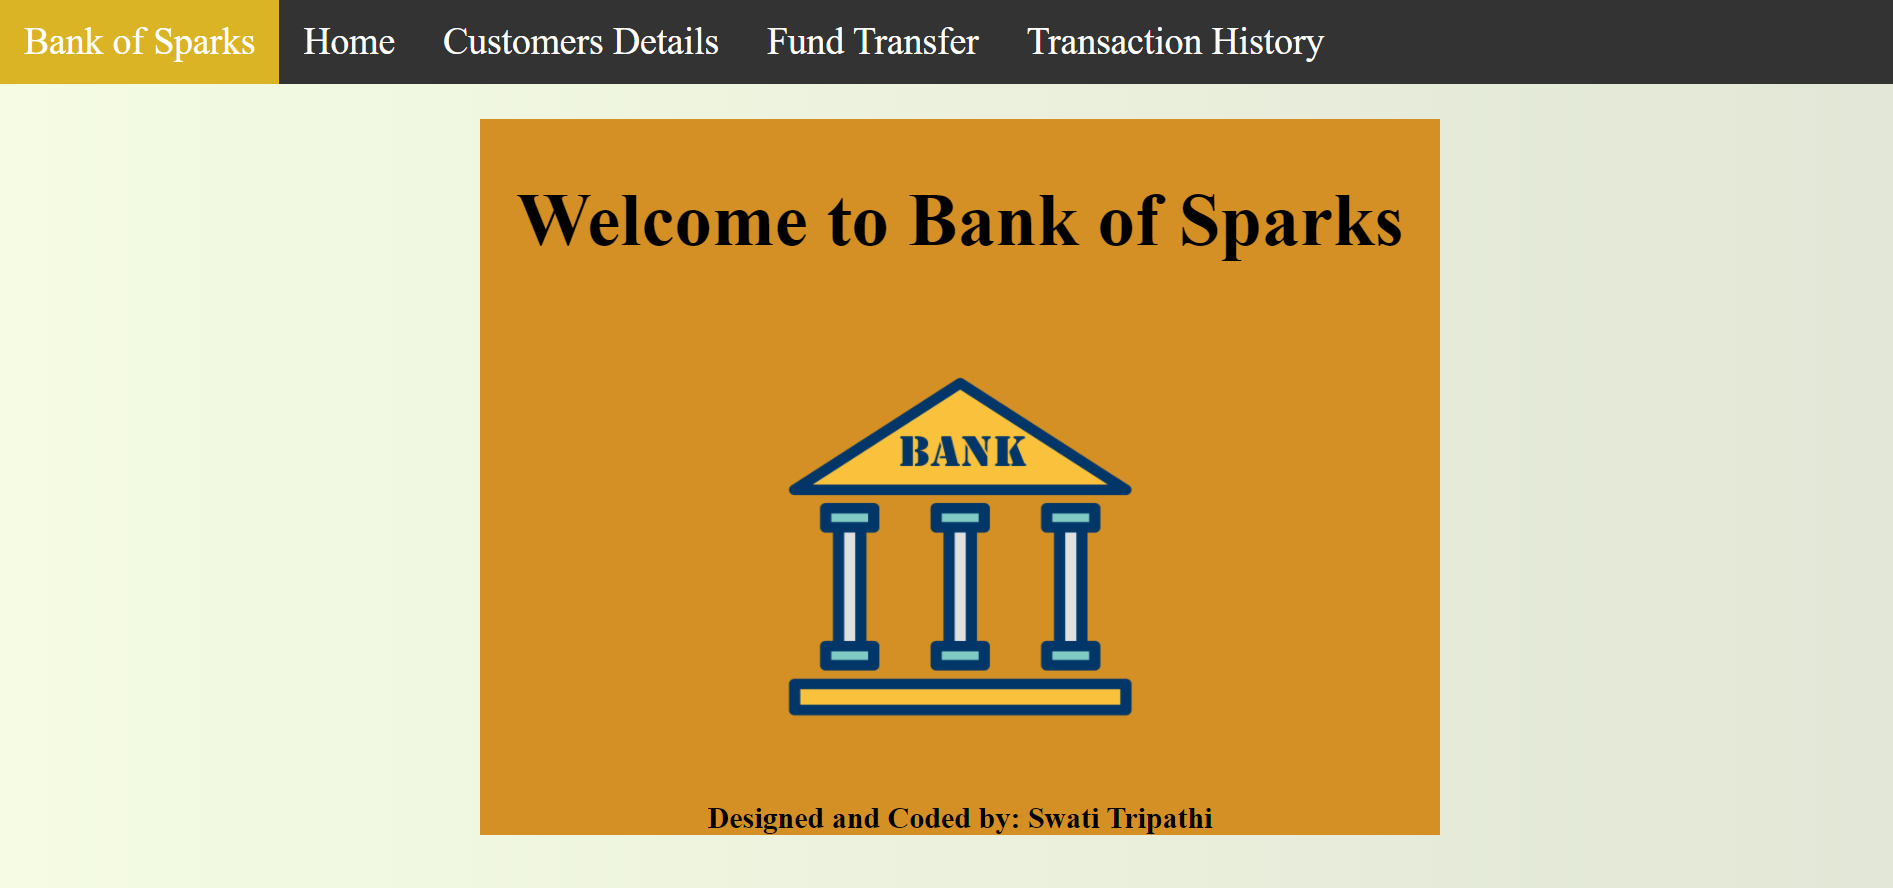 Bank of Sparks Home Customers Details Fund Transfer Transaction History
Welcome to Bank of Sparks
BANK
Designed and Coded by: Swati Tripathi